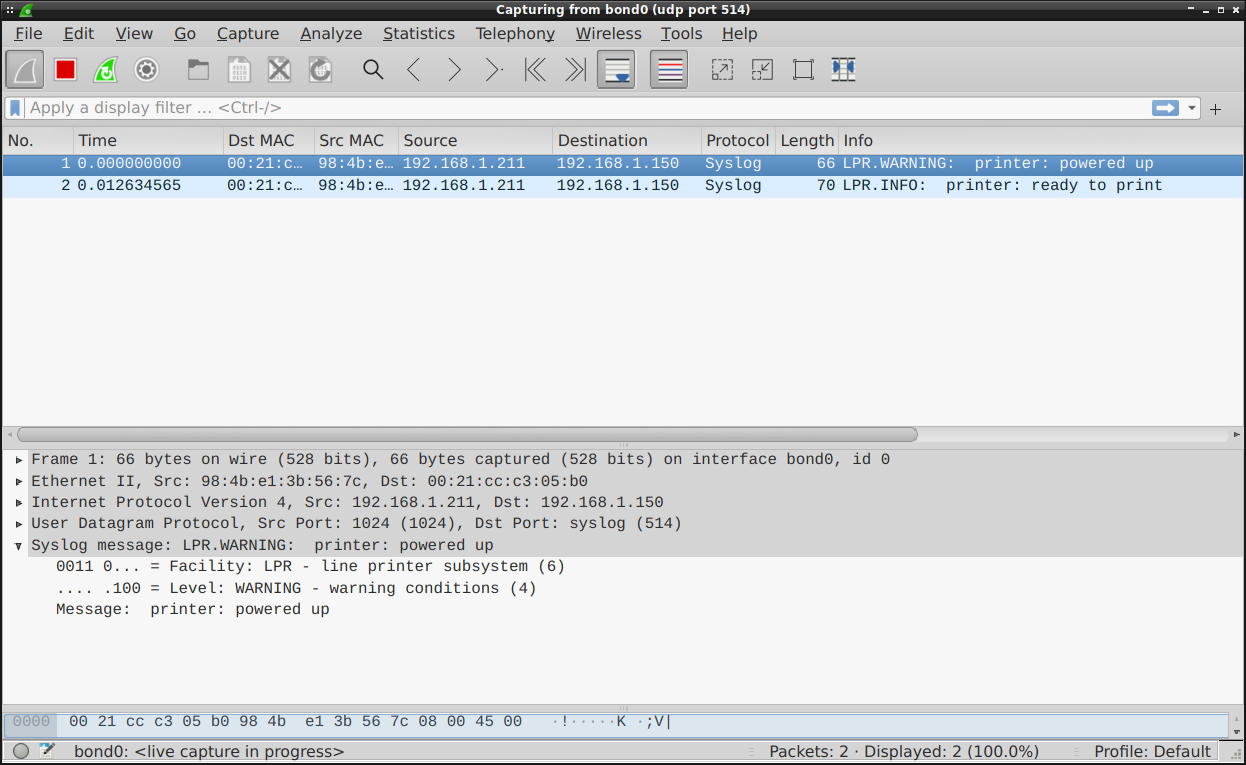 Capturing from bond0 (udp port 514)
File Edit View Go Capture Analyze Statistics Telephony Wireless Tools Help
Apply a display filter … <Ctrl-/>
No. Time Dst MAC Src MAC Source Destination Protocol Length Info
1 0.000000000 00:21:c… 98:4b:e… 192.168.1.211 192.168.1.150 Syslog 66 LPR.WARNING:  printer: powered up
2 0.012634565 00:21:c… 98:4b:e… 192.168.1.211 192.168.1.150 Syslog 70 LPR.INFO:  printer: ready to print
Frame 1: 66 bytes on wire (528 bits), 66 bytes captured (528 bits) on interface bond0, id 0
Ethernet II, Src: 98:4b:e1:3b:56:7c, Dst: 00:21:cc:c3:05:b0
Internet Protocol Version 4, Src: 192.168.1.211, Dst: 192.168.1.150
User Datagram Protocol, Src Port: 1024 (1024), Dst Port: syslog (514)
Syslog message: LPR.WARNING:  printer: powered up
0011 0... = Facility: LPR - line printer subsystem (6)
.... .100 = Level: WARNING - warning conditions (4)
Message:  printer: powered up
0000 00 21 cc c3 05 b0 98 4b  e1 3b 56 7c 08 00 45 00 ·!·····K ·;V|
bond0: <live capture in progress> Packets: 2 · Displayed: 2 (100.0%) Profile: Default